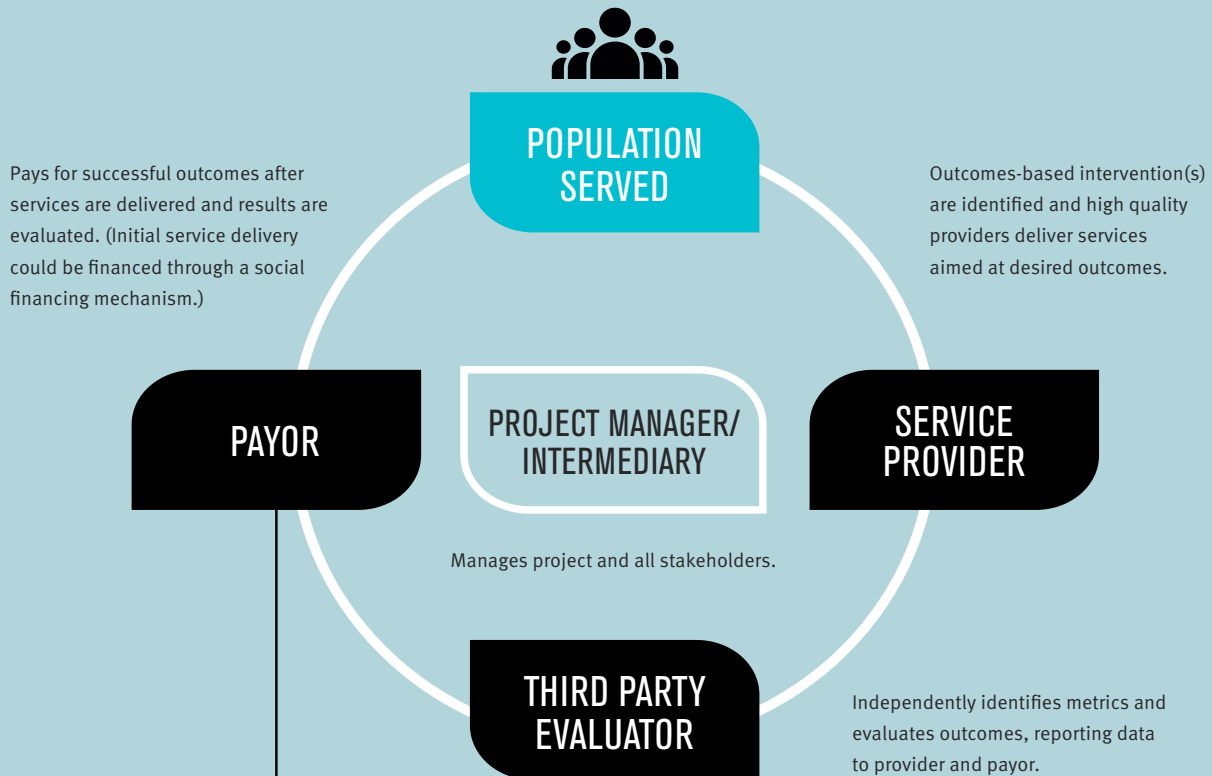 POPULATION
SERVED
Pays for successful outcomes after
services are delivered and results are
evaluated. (Initial service delivery
could be financed through a social
financing mechanism.)
Outcomes-based intervention(s)
are identified and high quality
providers deliver services
aimed at desired outcomes.
PAYOR
PROJECT MANAGER/
INTERMEDIARY
SERVICE
PROVIDER
Manages project and all stakeholders.
THIRD PARTY
EVALUATOR
Independently identifies metrics and
evaluates outcomes, reporting data
to provider and payor.